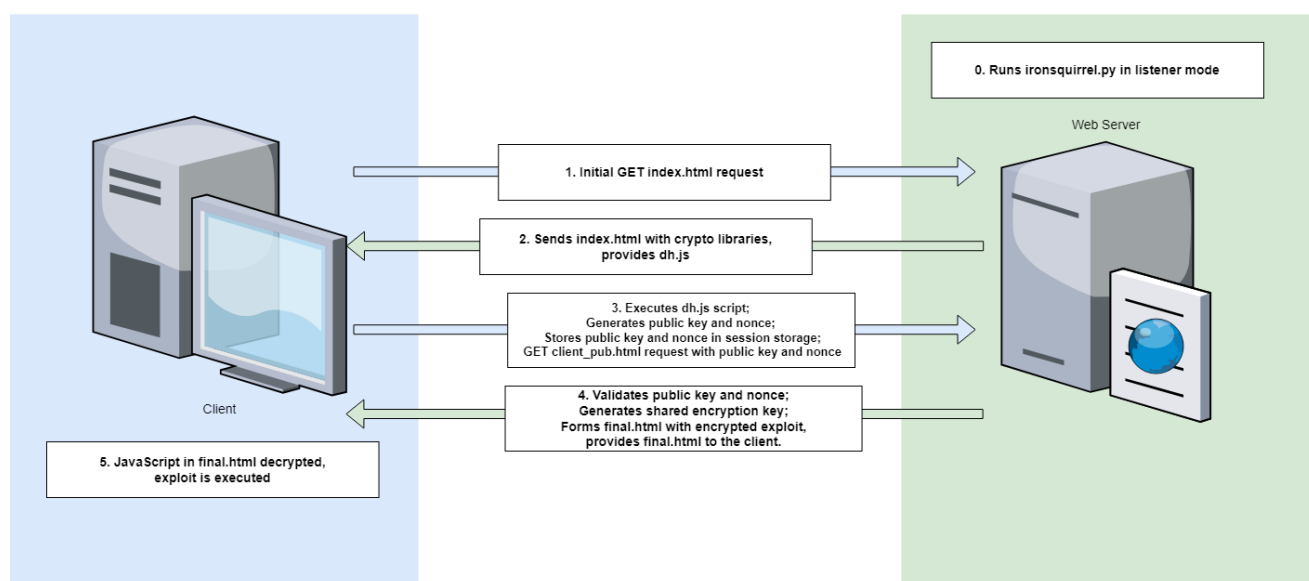 0. Runs ironsquirrel.py in listener mode
Web Server
1. Initial GET index.html request
2. Sends index.html with crypto libraries,
provides dh.js
3. Executes dh.js script;
Generates public key and nonce;
Stores public key and nonce in session storage;
GET client_pub.html request with public key and nonce
4. Validates public key and nonce;
Generates shared encryption key;
Forms final.html with encrypted exploit,
provides final.html to the client.
Client
5. JavaScript in final.html decrypted,
exploit is executed